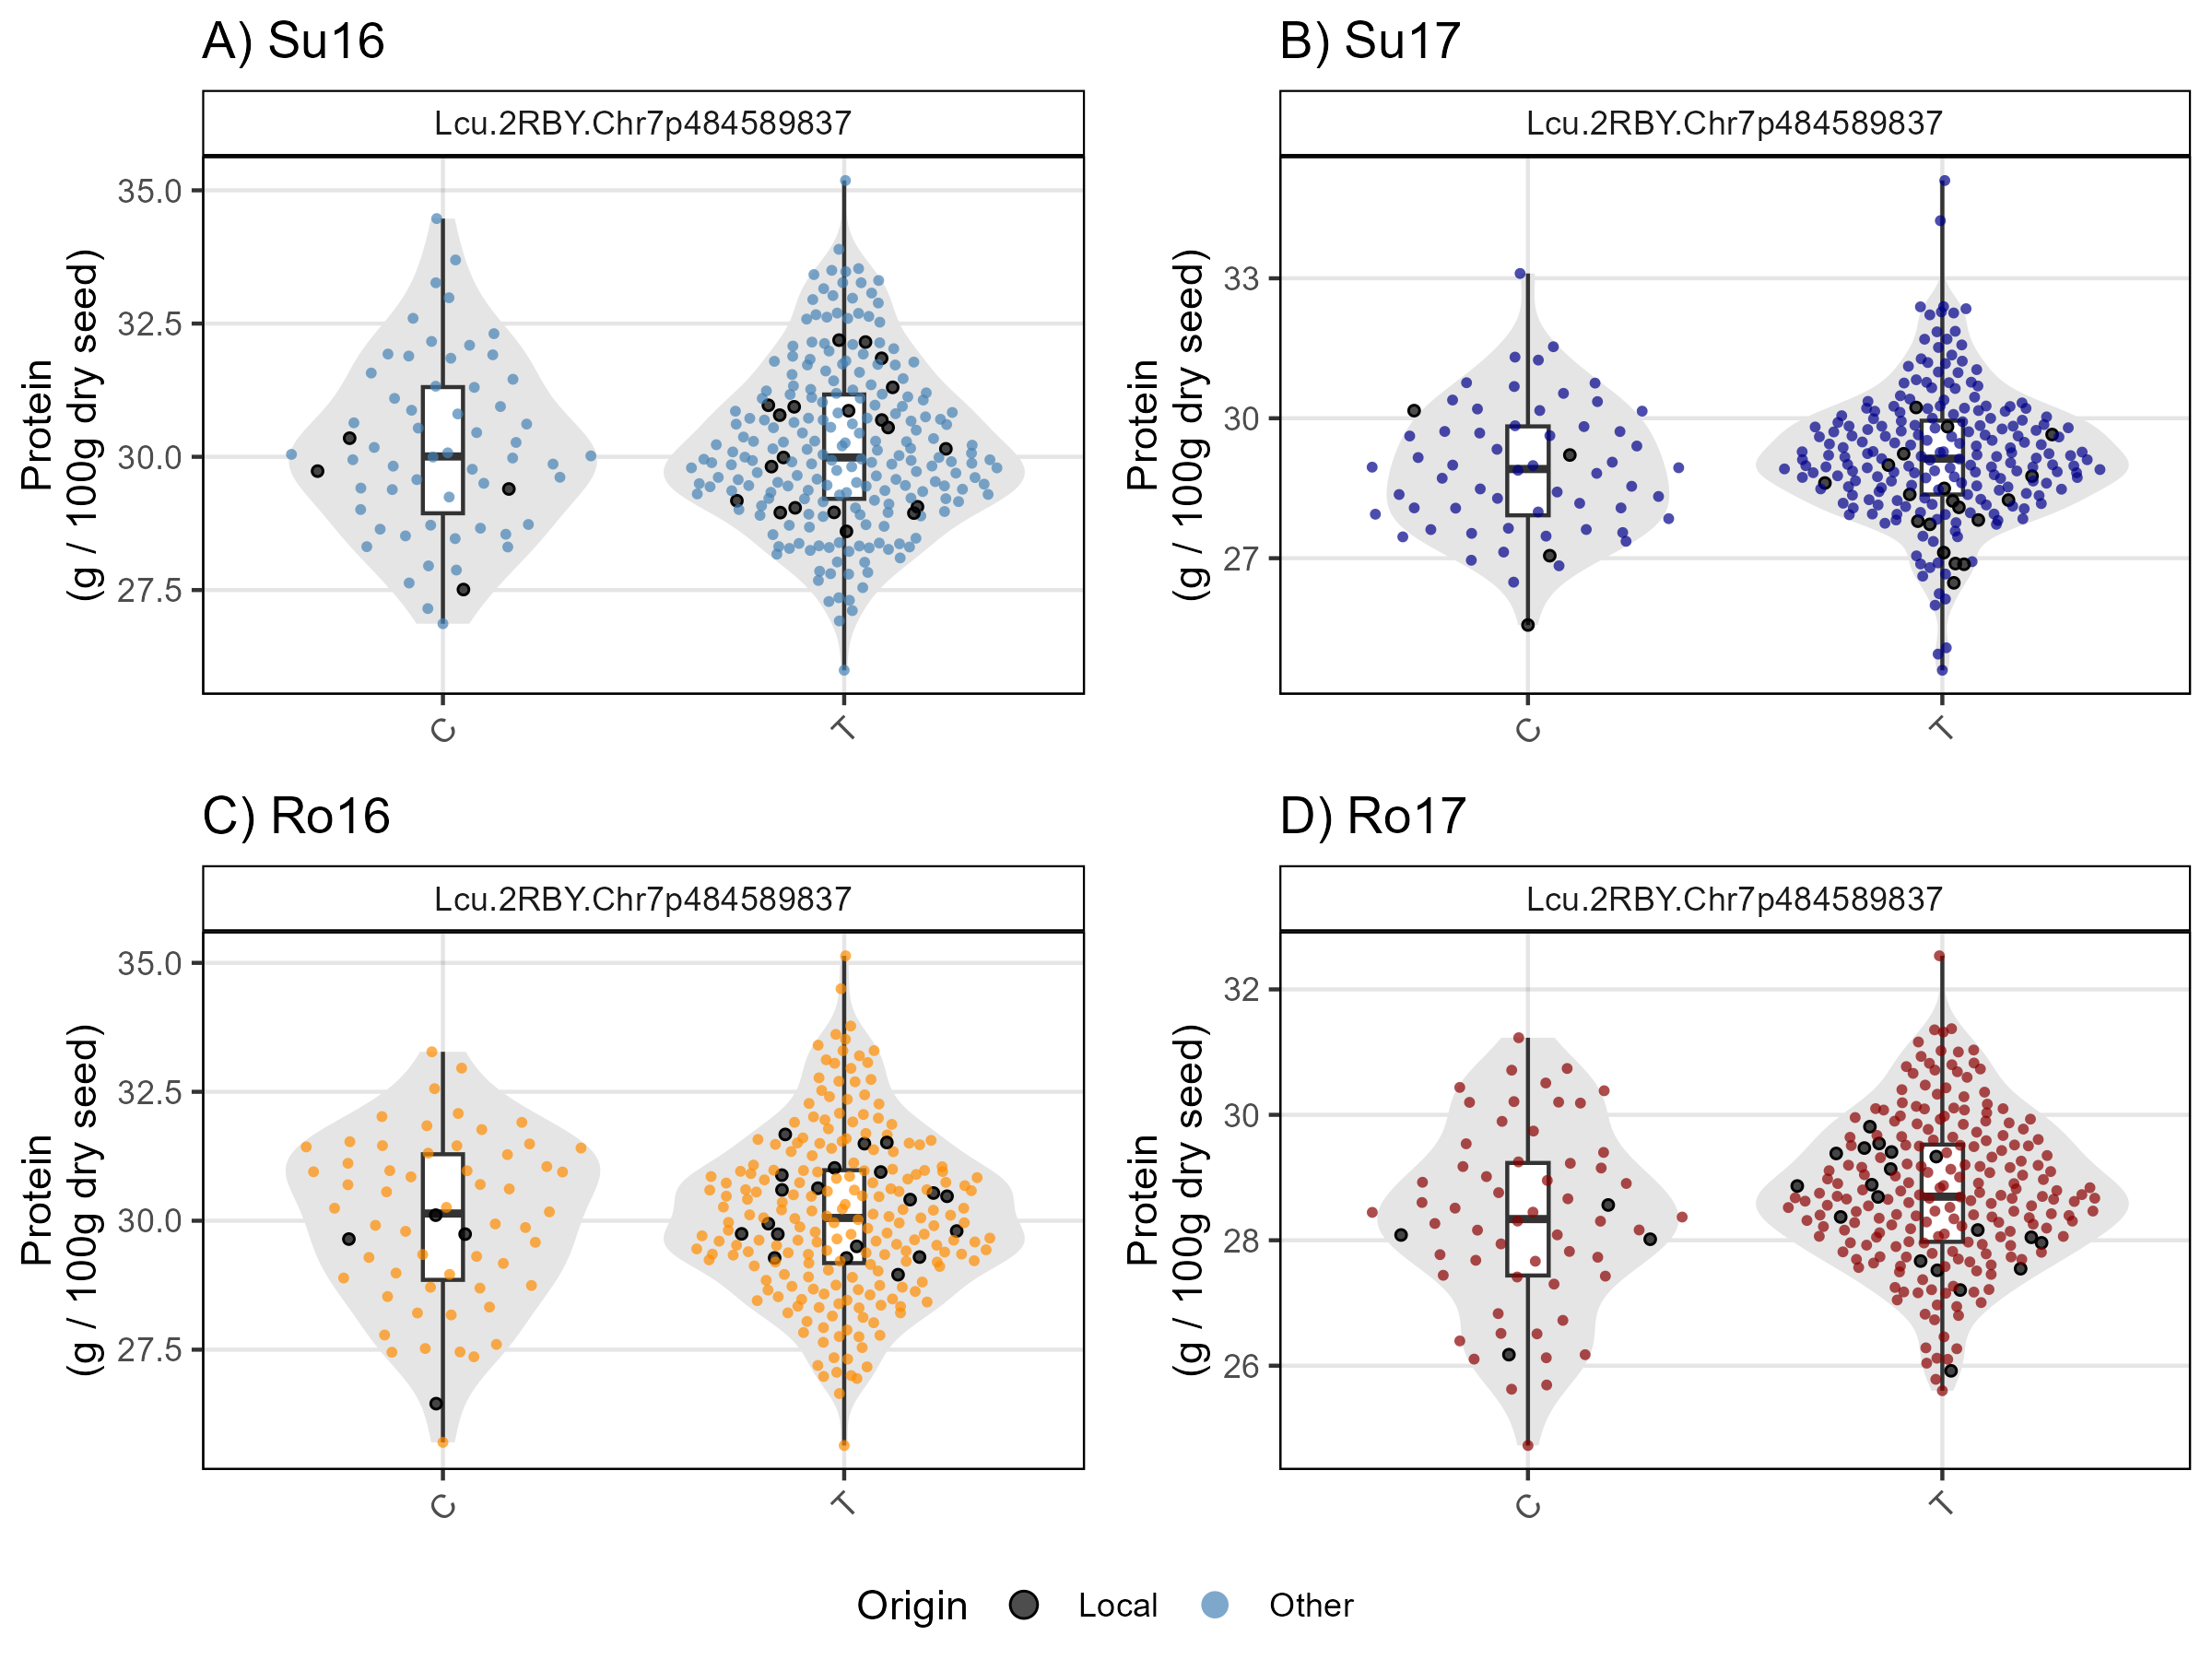 A) Su16
Lcu.2RBY.Chr7p484589837
Protein
(g / 100g dry seed)
35.0
32.5
30.0
27.5
C
T
B) Su17
Lcu.2RBY.Chr7p484589837
Protein
(g / 100g dry seed)
33
30
27
C
T
C) Ro16
Lcu.2RBY.Chr7p484589837
Protein
(g / 100g dry seed)
35.0
32.5
30.0
27.5
C
T
D) Ro17
Lcu.2RBY.Chr7p484589837
Protein
(g / 100g dry seed)
32
30
28
26
C
T
Origin Local Other